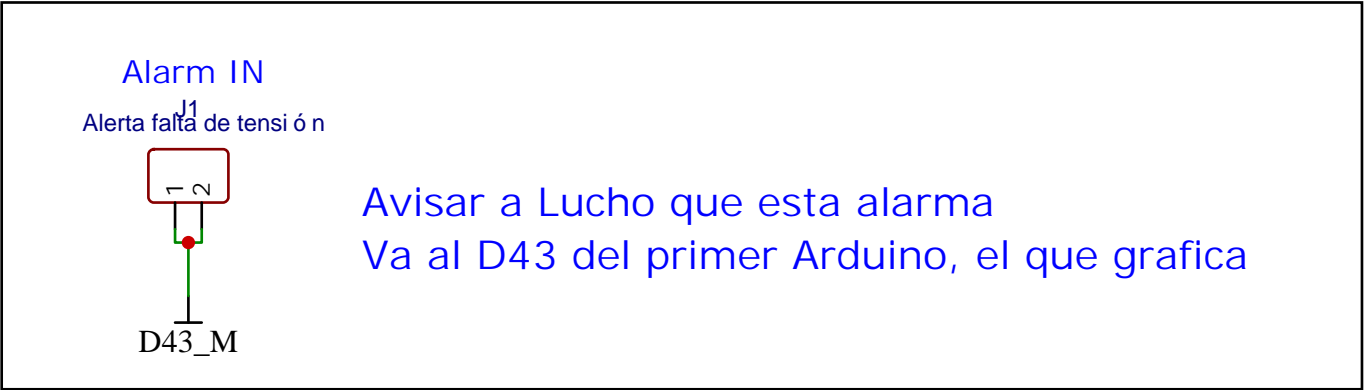 Alarm IN
J1
Alerta falta de tensi ó n
1 2
Avisar a Lucho que esta alarma
Va al D43 del primer Arduino, el que grafica
D43_M